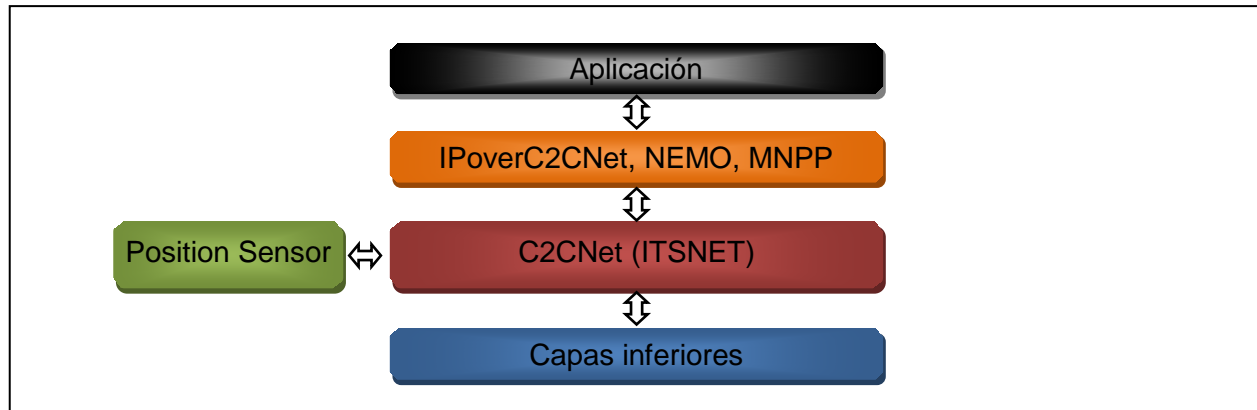 Aplicación
IPoverC2CNet, NEMO, MNPP
Position Sensor
C2CNet (ITSNET)
Capas inferiores